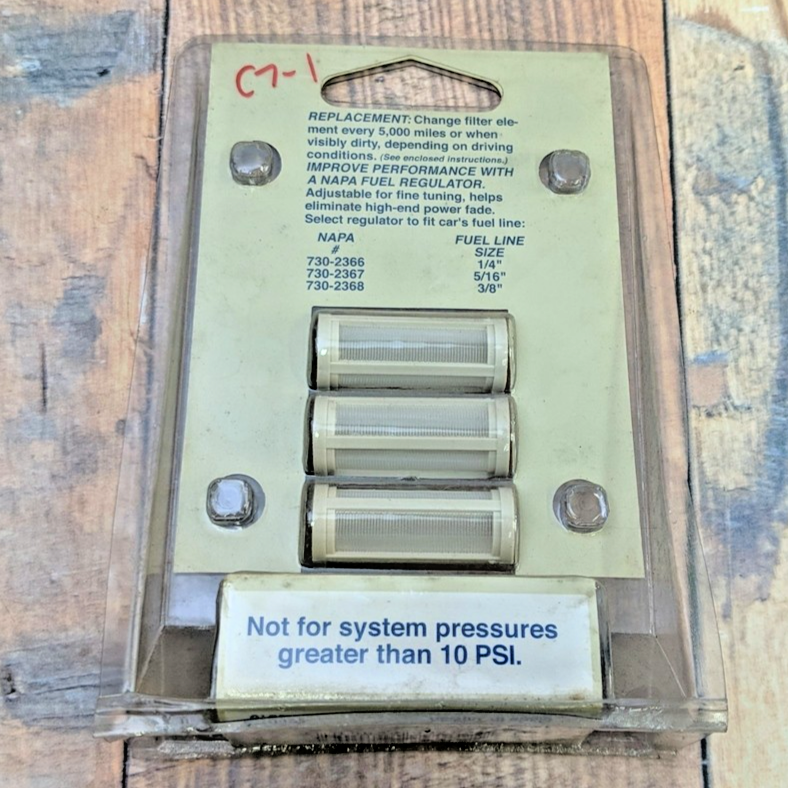 C7-1
REPLACEMENT: Change filter ele-
ment every 5,000 miles or when
visibly dirty, depending on driving
conditions. (See enclosed instructions.)
IMPROVE PERFORMANCE WITH
A NAPA FUEL REGULATOR.
Adjustable for fine tuning, helps
eliminate high-end power fade.
Select regulator to fit car's fuel line:
NAPA FUEL LINE
# SIZE
730-2366 1/4"
730-2367 5/16"
730-2368 3/8"
Not for system pressures
greater than 10 PSI.